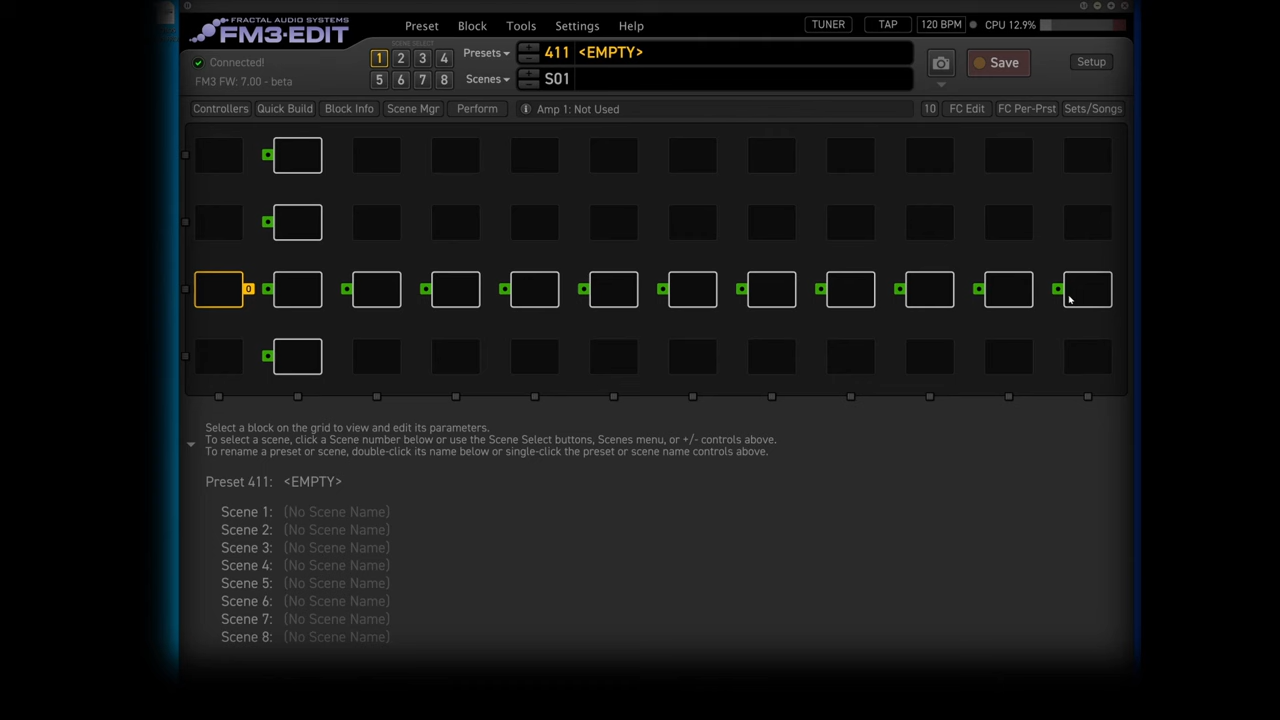 FRACTAL AUDIO SYSTEMS
FM3-EDIT
Preset Block Tools Settings Help
TUNER TAP 120 BPM CPU 12.9%
Connected!
FM3 FW: 7.00 - beta
SCENE SELECT
1 2 3 4
5 6 7 8
Presets 411 <EMPTY>
Scenes S01
Save
Setup
Controllers Quick Build Block Info Scene Mgr Perform Amp 1: Not Used 10 FC Edit FC Per-Prst Sets/Songs
0
Select a block on the grid to view and edit its parameters.
To select a scene, click a Scene number below or use the Scene Select buttons, Scenes menu, or +/- controls above.
To rename a preset or scene, double-click its name below or single-click the preset or scene name controls above.
Preset 411: <EMPTY>
Scene 1: (No Scene Name)
Scene 2: (No Scene Name)
Scene 3: (No Scene Name)
Scene 4: (No Scene Name)
Scene 5: (No Scene Name)
Scene 6: (No Scene Name)
Scene 7: (No Scene Name)
Scene 8: (No Scene Name)